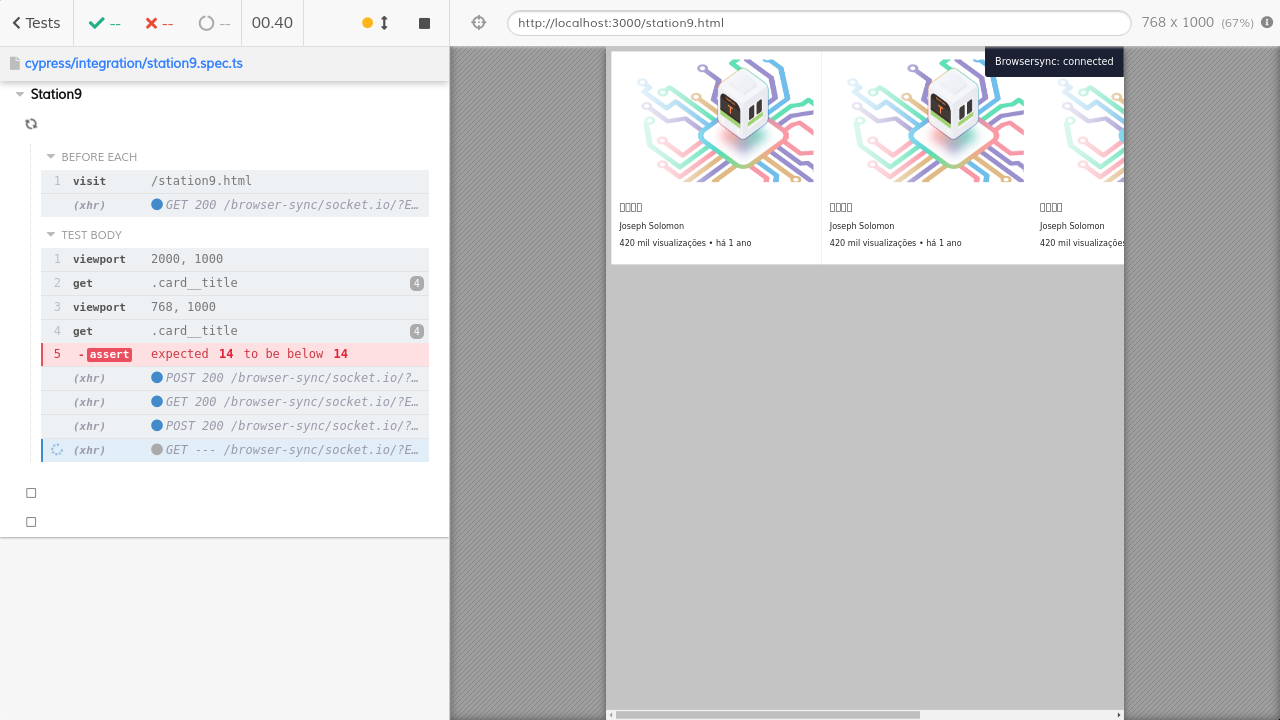 Tests
--
--
--
00.40
http://localhost:3000/station9.html
768 x 1000 (67%)
cypress/integration/station9.spec.ts
Station9
BEFORE EACH
1 visit /station9.html
(xhr) GET 200 /browser-sync/socket.io/?E…
TEST BODY
1 viewport 2000, 1000
2 get .card__title 4
3 viewport 768, 1000
4 get .card__title 4
5 -assert expected 14 to be below 14
(xhr) POST 200 /browser-sync/socket.io/?…
(xhr) GET 200 /browser-sync/socket.io/?E…
(xhr) POST 200 /browser-sync/socket.io/?…
(xhr) GET --- /browser-sync/socket.io/?E…
Browsersync: connected
Joseph Solomon
420 mil visualizações • há 1 ano
Joseph Solomon
420 mil visualizações • há 1 ano
Joseph Solomon
420 mil visualizações